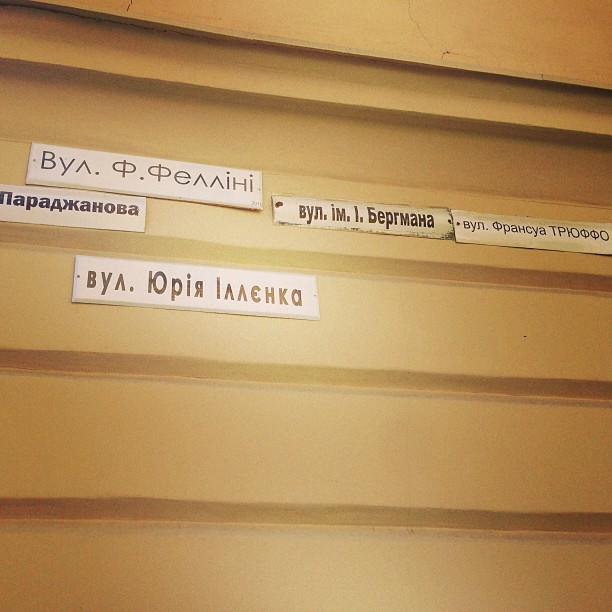 Вул. Ф.Фелліні
Параджанова
вул. ім. І. Бергмана
вул. Франсуа ТРЮФФО
вул. Юрія Іллєнка